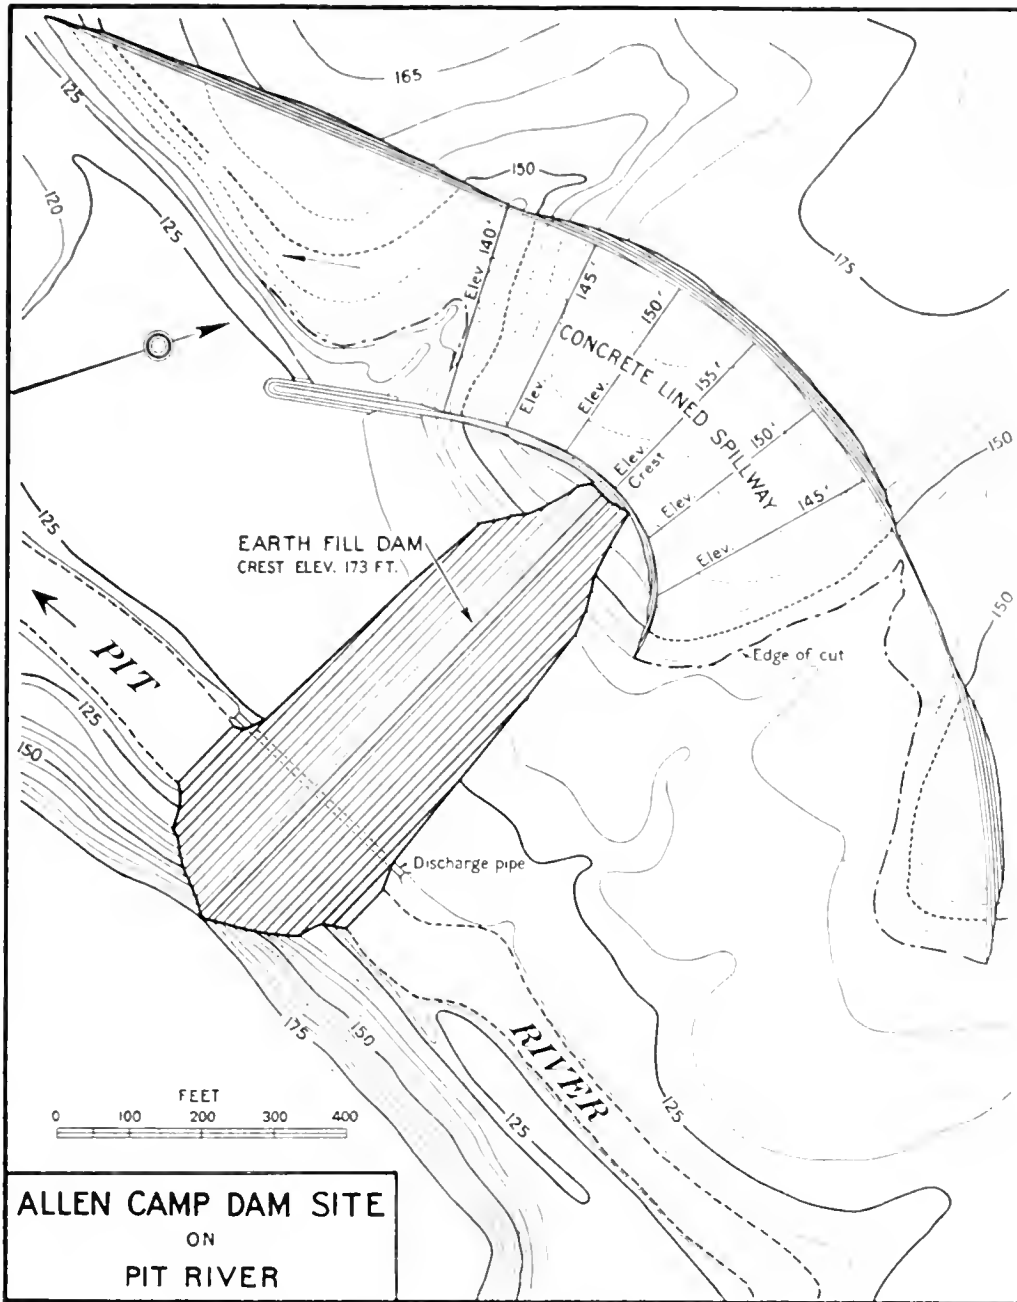 165
125
150
120
125
175
Elev. 140'
Elev. 145'
Elev. 150'
Elev. 155'
Crest
Elev. 150'
Elev. 145'
CONCRETE LINED SPILLWAY
150
150
125
EARTH FILL DAM
CREST ELEV. 173 FT.
PIT
Edge of cut
125
150
Discharge pipe
RIVER
175
150
125
125
FEET
0 100 200 300 400
ALLEN CAMP DAM SITE
ON
PIT RIVER